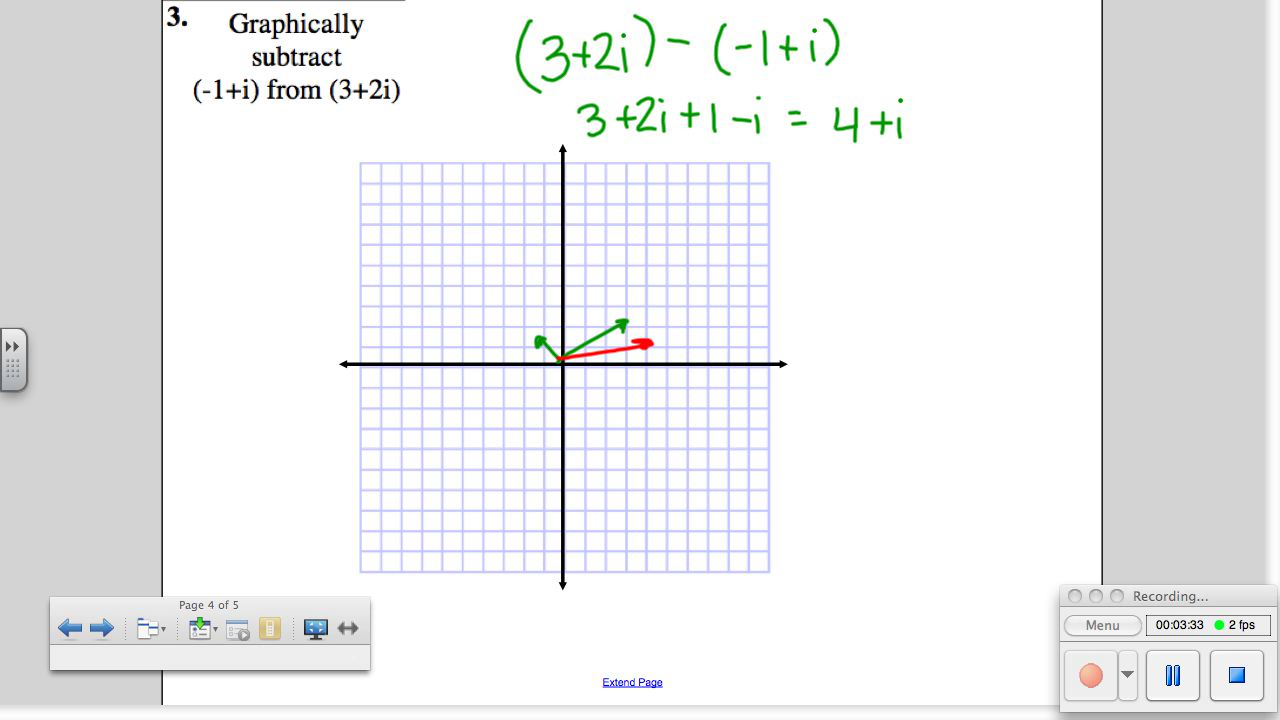 3.
Graphically
subtract
(-1+i) from (3+2i)
(3+2i) - (-1+i)
3+2i+1-i = 4+i
Page 4 of 5
Recording...
Menu
00:03:33
2 fps
Extend Page